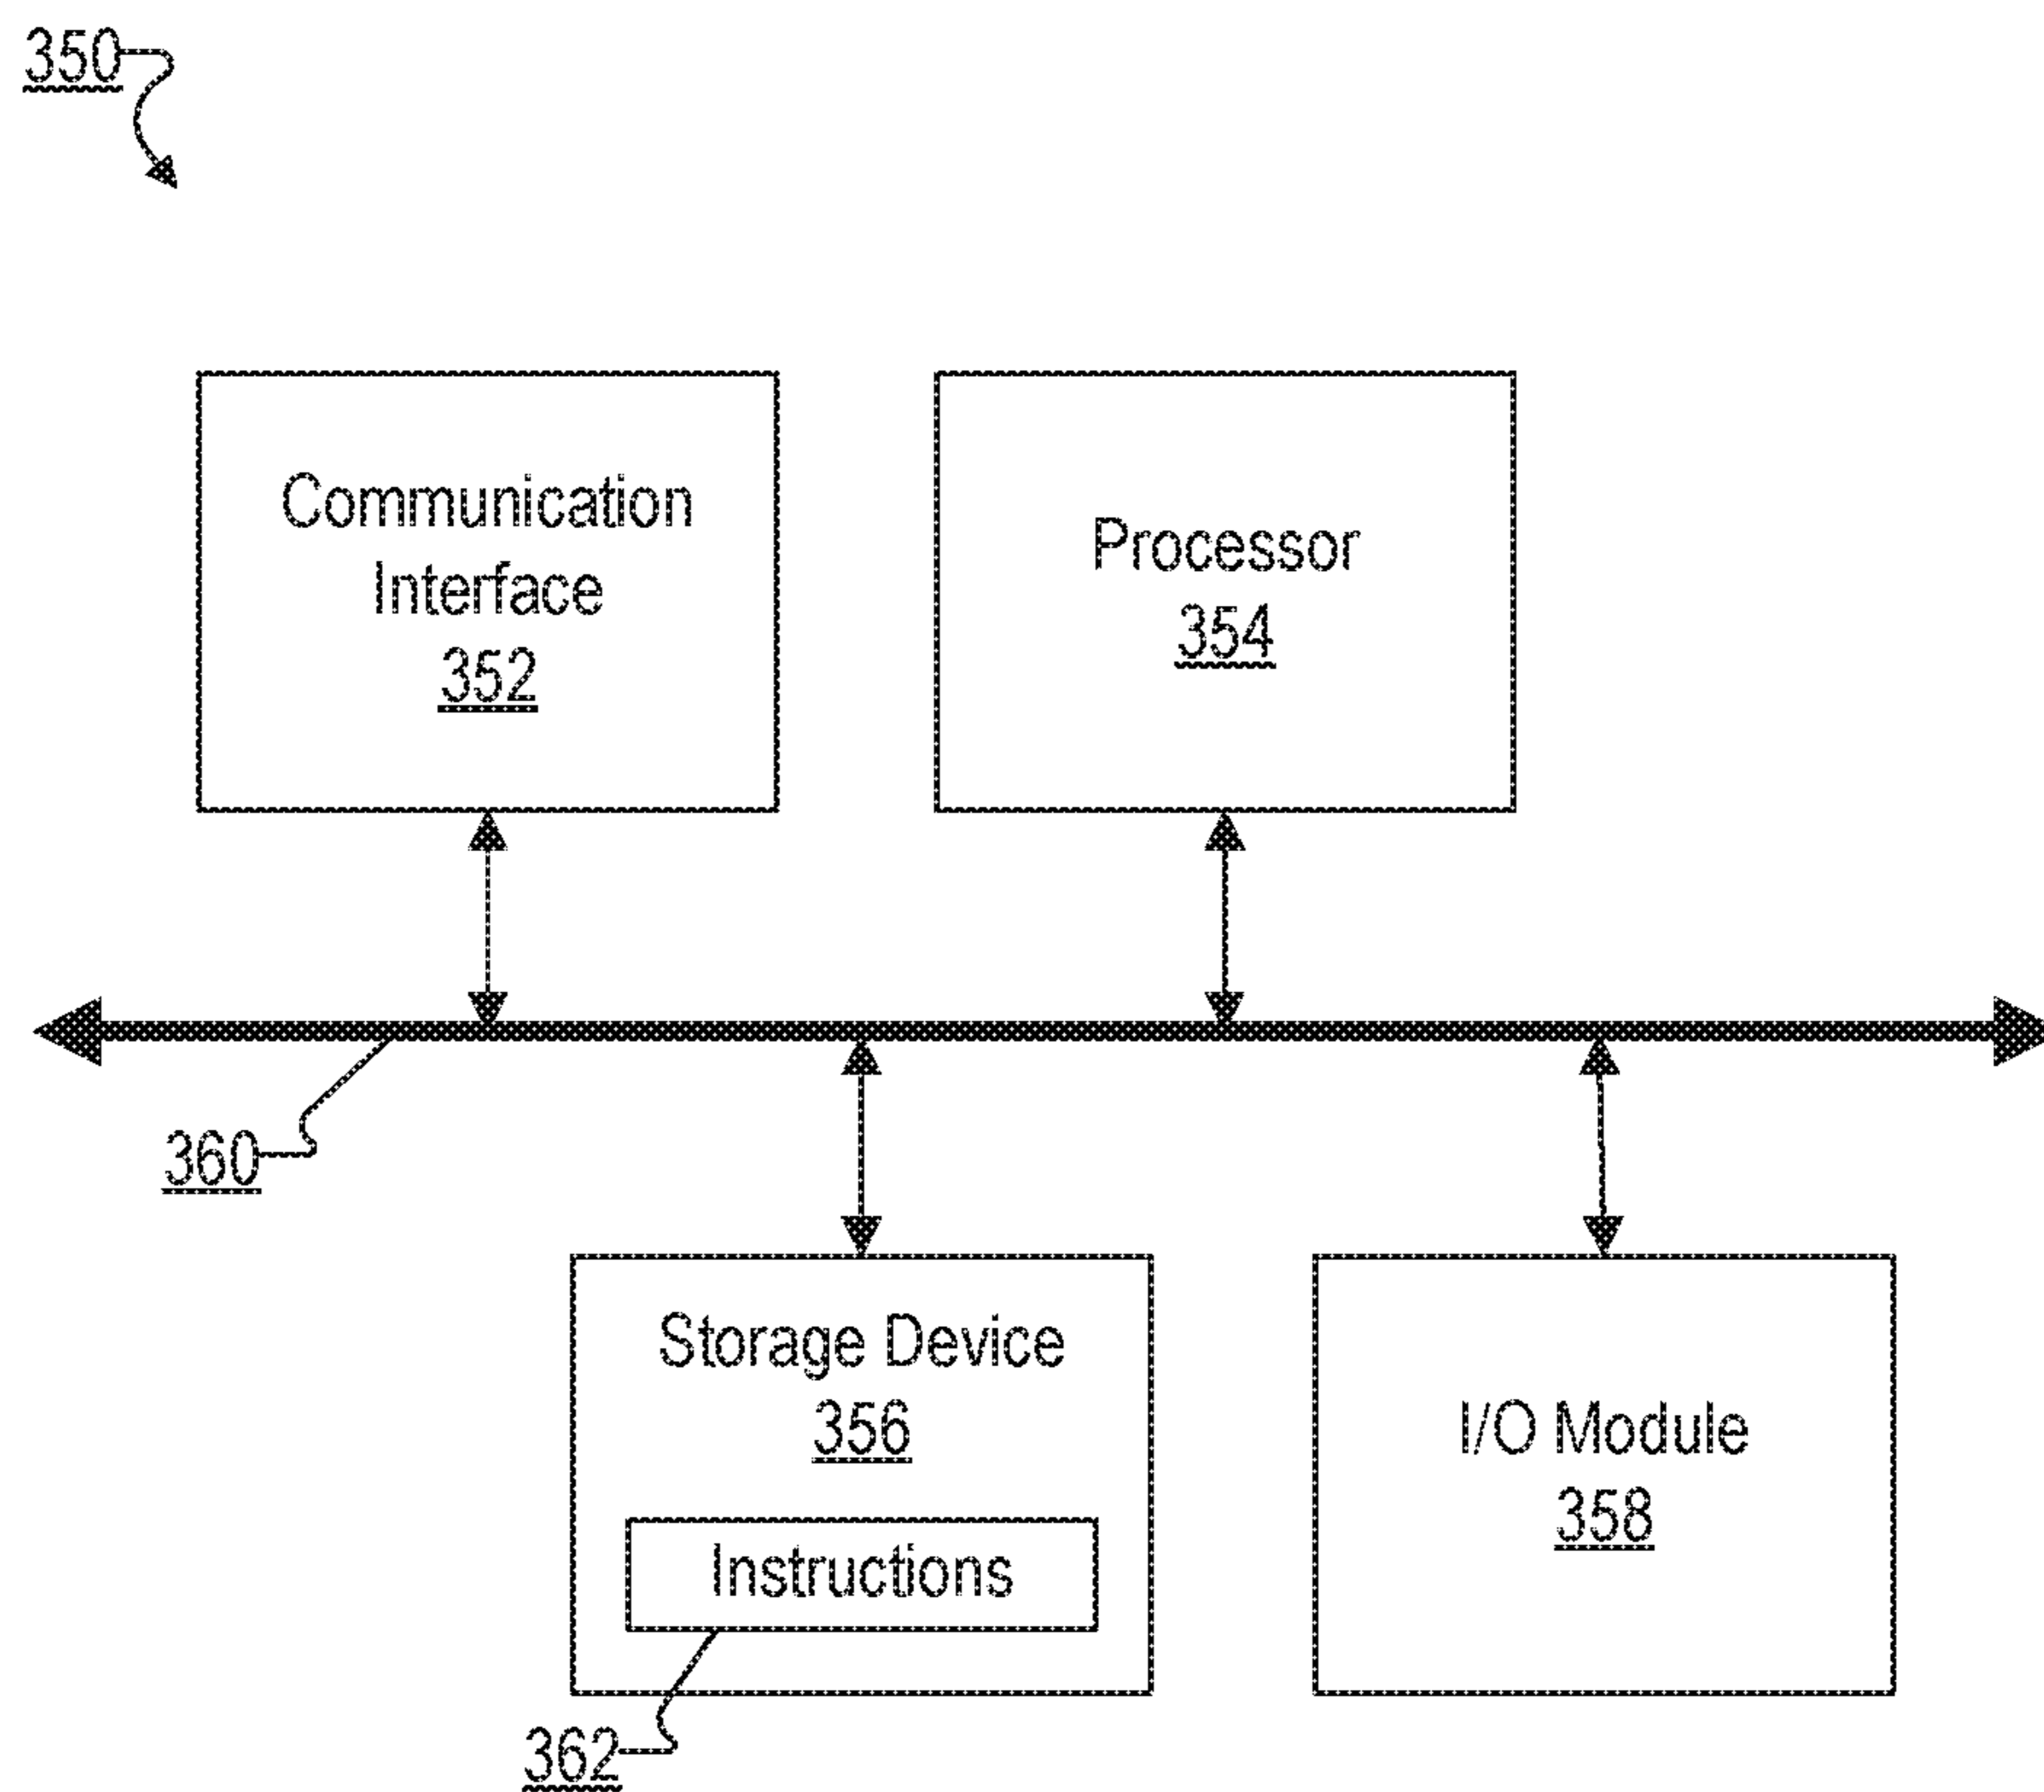 350
Communication
Interface
352
Processor
354
360
Storage Device
356
Instructions
362
I/O Module
358